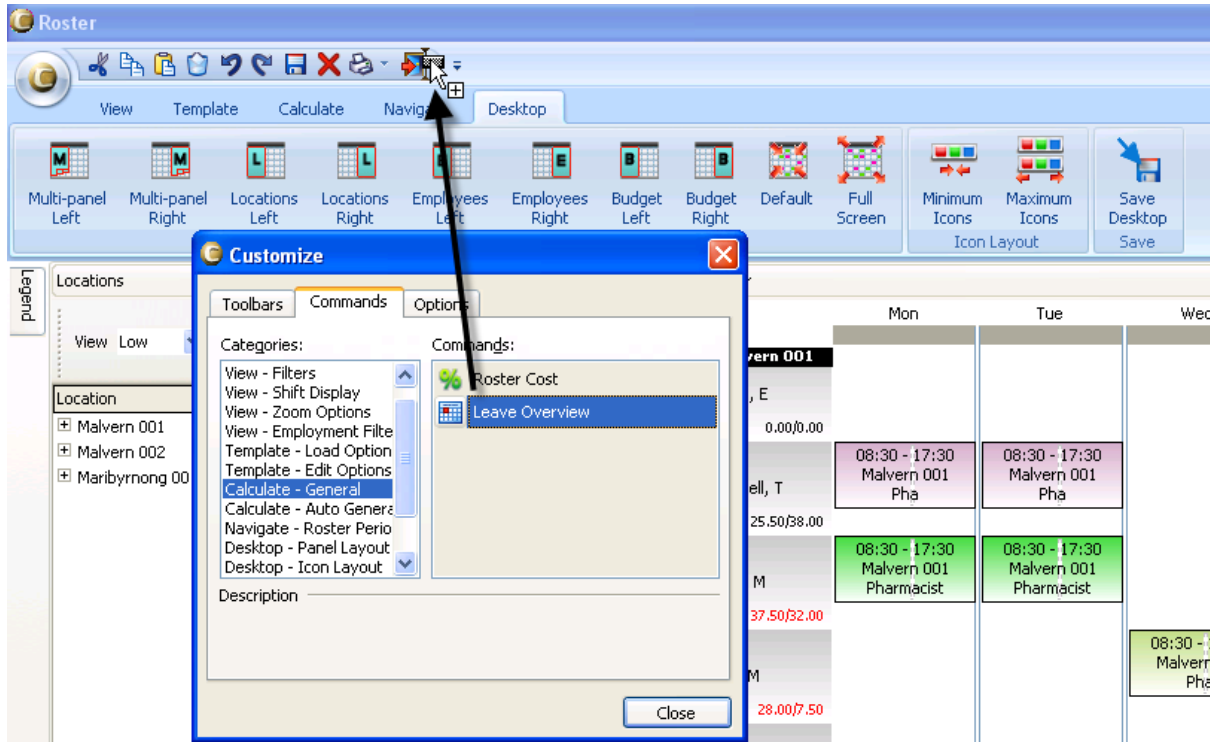 Roster
View Template Calculate Desktop
Multi-panel Left
Multi-panel Right
Locations Left
Locations Right
Employees Left
Employees Right
Budget Left
Budget Right
Default
Full Screen
Minimum Icons
Maximum Icons
Save Desktop
Icon Layout
Save
Legend
Locations
View Low
Location
Malvern 001
Malvern 002
Maribyrnong 00
Customize
Toolbars Commands Options
Categories:
View - Filters
View - Shift Display
View - Zoom Options
View - Employment Filte
Template - Load Option
Template - Edit Options
Calculate - General
Calculate - Auto Genera
Navigate - Roster Perio
Desktop - Panel Layout
Desktop - Icon Layout
Commands:
Roster Cost
Leave Overview
Description
Close
Mon Tue Wed
vern 001
, E
0.00/0.00
ell, T
25.50/38.00
M
37.50/32.00
M
28.00/7.50
08:30 - 17:30
Malvern 001
Pha
08:30 - 17:30
Malvern 001
Pha
08:30 - 17:30
Malvern 001
Pharmacist
08:30 - 17:30
Malvern 001
Pharmacist
08:30 -
Malvern
Pha